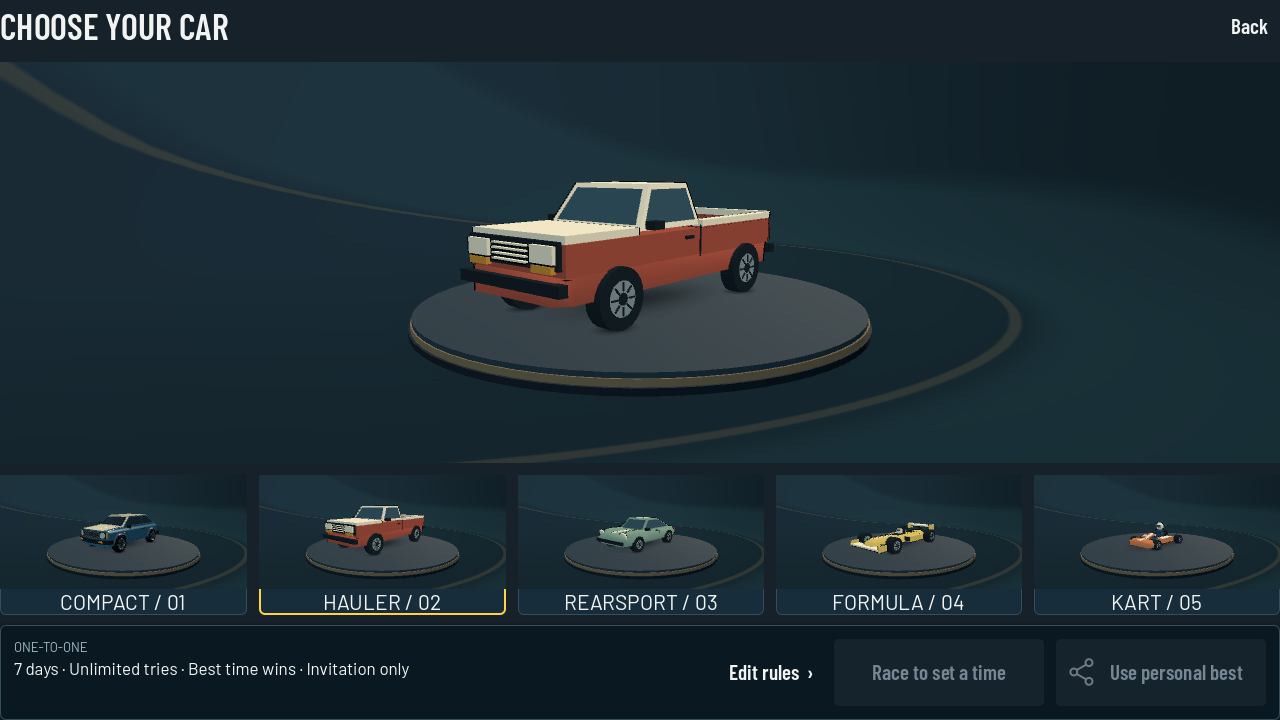 CHOOSE YOUR CAR
Back
COMPACT / 01
HAULER / 02
REARSPORT / 03
FORMULA / 04
KART / 05
ONE-TO-ONE
7 days · Unlimited tries · Best time wins · Invitation only
Edit rules ›
Race to set a time
Use personal best